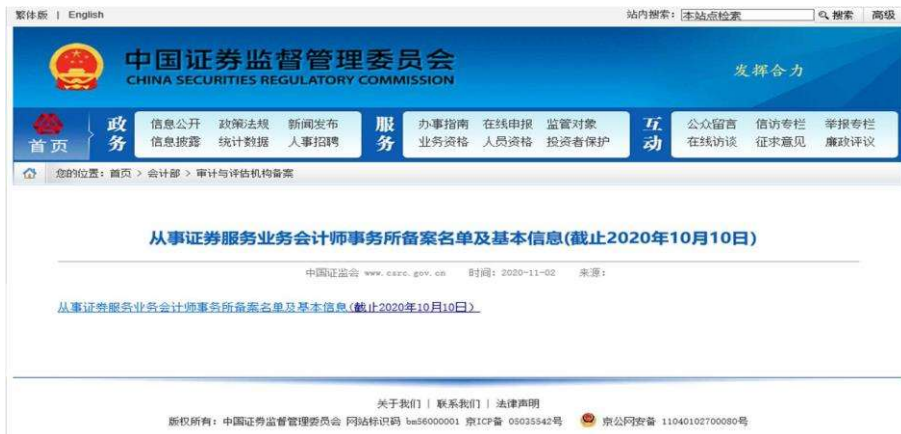 繁体版 | English
站内搜索: 本站点检索 搜索 高级
中国证券监督管理委员会
CHINA SECURITIES REGULATORY COMMISSION
发挥合力
首页
政务
信息公开 政策法规 新闻发布
信息披露 统计数据 人事招聘
服务
办事指南 在线申报 监管对象
业务资格 人员资格 投资者保护
互动
公众留言 信访专栏 举报专栏
在线访谈 征求意见 廉政评议
您的位置: 首页 > 会计部 > 审计与评估机构备案
从事证券服务业务会计师事务所备案名单及基本信息(截止2020年10月10日)
中国证监会 www.csrc.gov.cn 时间: 2020-11-02 来源:
从事证券服务业务会计师事务所备案名单及基本信息(截止2020年10月10日)
关于我们 | 联系我们 | 法律声明
版权所有: 中国证券监督管理委员会 网站标识码 bm56000001 京ICP备 05035542号 京公网安备 11040102700080号